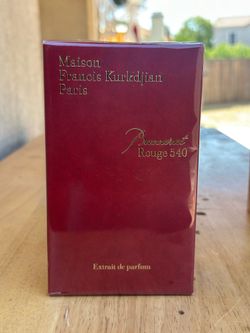 Maison
Francis Kurkdjian
Paris
Baccarat
Rouge 540
Extrait de parfum